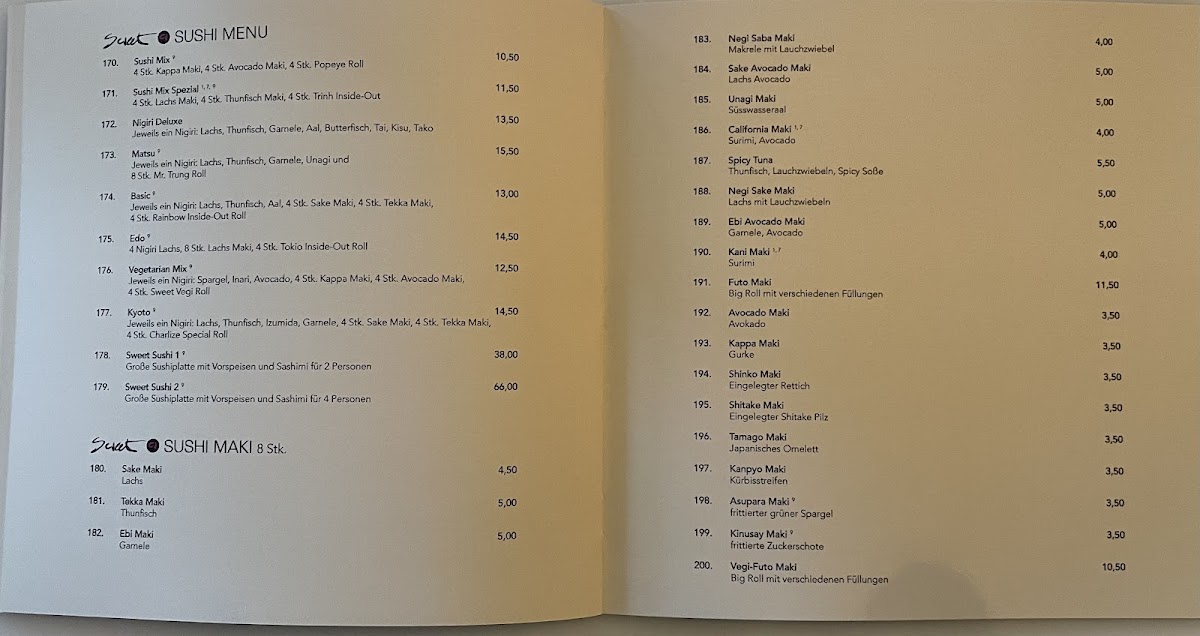 Sweet SUSHI MENU
170. Sushi Mix ⁹ 10,50
4 Stk. Kappa Maki, 4 Stk. Avocado Maki, 4 Stk. Popeye Roll
171. Sushi Mix Spezial ¹,⁷,⁹ 11,50
4 Stk. Lachs Maki, 4 Stk. Thunfisch Maki, 4 Stk. Trinh Inside-Out
172. Nigiri Deluxe 13,50
Jeweils ein Nigiri: Lachs, Thunfisch, Garnele, Aal, Butterfisch, Tai, Kisu, Tako
173. Matsu ⁹ 15,50
Jeweils ein Nigiri: Lachs, Thunfisch, Garnele, Unagi und
8 Stk. Mr. Trung Roll
174. Basic ⁹ 13,00
Jeweils ein Nigiri: Lachs, Thunfisch, Aal, 4 Stk. Sake Maki, 4 Stk. Tekka Maki,
4 Stk. Rainbow Inside-Out Roll
175. Edo ⁹ 14,50
4 Nigiri Lachs, 8 Stk. Lachs Maki, 4 Stk. Tokio Inside-Out Roll
176. Vegetarian Mix ⁹ 12,50
Jeweils ein Nigiri: Spargel, Inari, Avocado, 4 Stk. Kappa Maki, 4 Stk. Avocado Maki,
4 Stk. Sweet Vegi Roll
177. Kyoto ⁹ 14,50
Jeweils ein Nigiri: Lachs, Thunfisch, Izumida, Garnele, 4 Stk. Sake Maki, 4 Stk. Tekka Maki,
4 Stk. Charlize Special Roll
178. Sweet Sushi 1 ⁹ 38,00
Große Sushiplatte mit Vorspeisen und Sashimi für 2 Personen
179. Sweet Sushi 2 ⁹ 66,00
Große Sushiplatte mit Vorspeisen und Sashimi für 4 Personen
Sweet SUSHI MAKI 8 Stk.
180. Sake Maki 4,50
Lachs
181. Tekka Maki 5,00
Thunfisch
182. Ebi Maki 5,00
Garnele
183. Negi Saba Maki 4,00
Makrele mit Lauchzwiebel
184. Sake Avocado Maki 5,00
Lachs Avocado
185. Unagi Maki 5,00
Süsswasseraal
186. California Maki ¹,⁷ 4,00
Surimi, Avocado
187. Spicy Tuna 5,50
Thunfisch, Lauchzwiebeln, Spicy Soße
188. Negi Sake Maki 5,00
Lachs mit Lauchzwiebeln
189. Ebi Avocado Maki 5,00
Garnele, Avocado
190. Kani Maki ¹,⁷ 4,00
Surimi
191. Futo Maki 11,50
Big Roll mit verschiedenen Füllungen
192. Avocado Maki 3,50
Avokado
193. Kappa Maki 3,50
Gurke
194. Shinko Maki 3,50
Eingelegter Rettich
195. Shitake Maki 3,50
Eingelegter Shitake Pilz
196. Tamago Maki 3,50
Japanisches Omelett
197. Kanpyo Maki 3,50
Kürbisstreifen
198. Asupara Maki ⁹ 3,50
frittierter grüner Spargel
199. Kinusay Maki ⁹ 3,50
frittierte Zuckerschote
200. Vegi-Futo Maki 10,50
Big Roll mit verschiedenen Füllungen